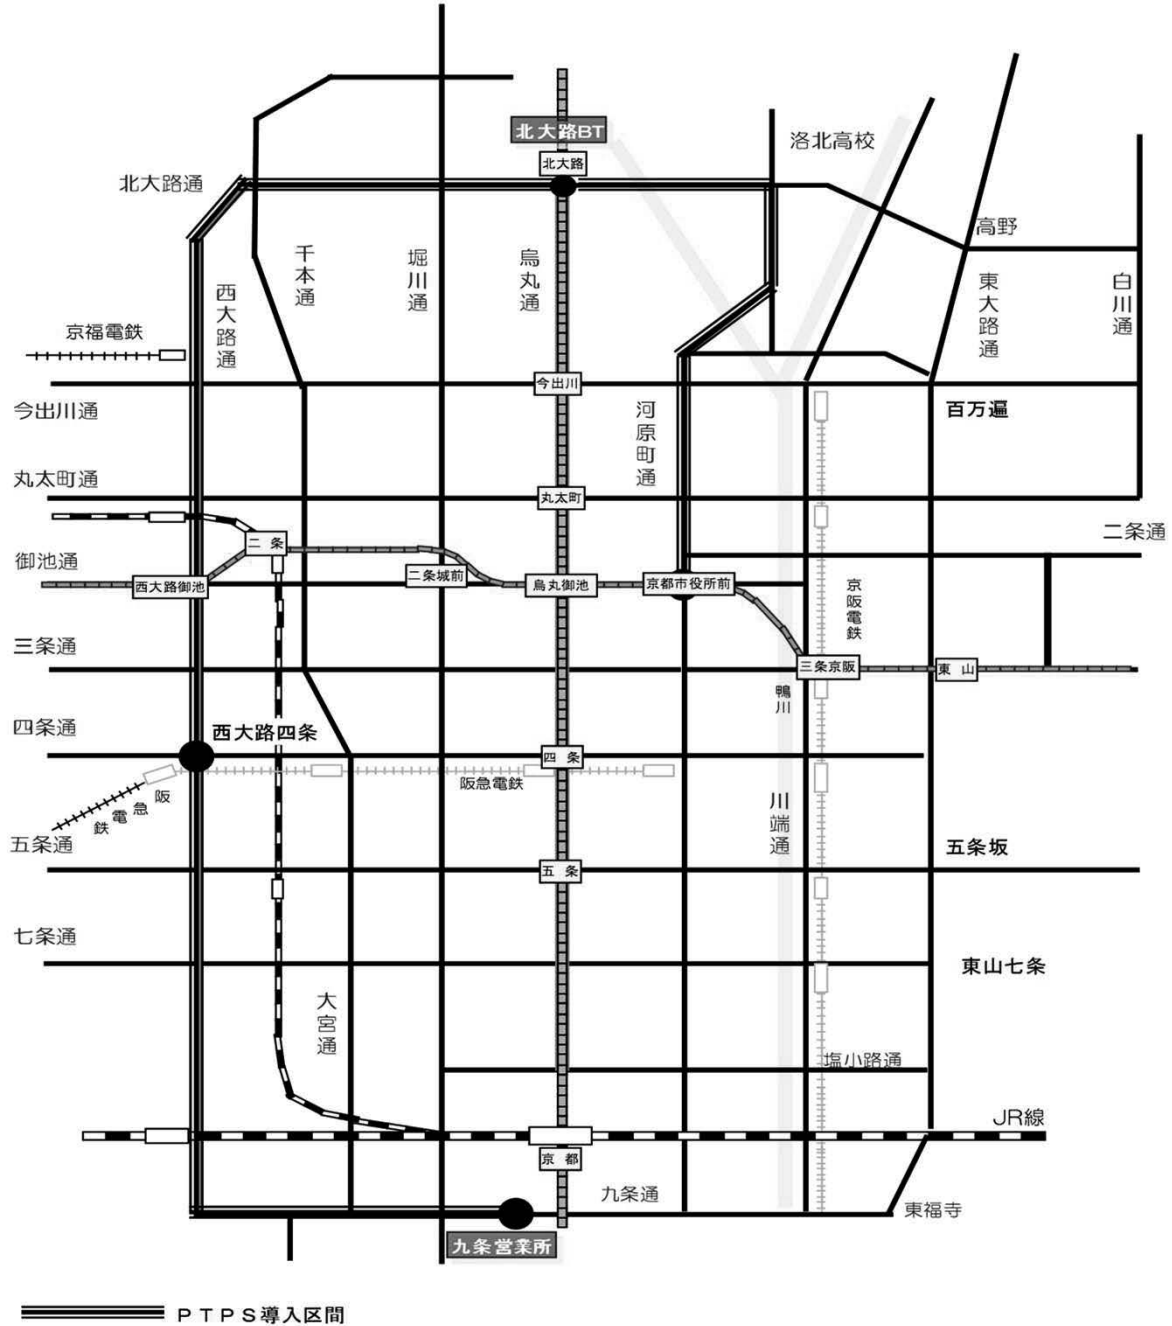 北大路BT
北大路
洛北高校
北大路通
高野
千本通
堀川通
烏丸通
西大路通
東大路通
白川通
京福電鉄
今出川
今出川通
河原町通
百万遍
丸太町通
丸太町
二条通
二条
御池通
西大路御池
二条城前
烏丸御池
京都市役所前
京阪電鉄
三条通
三条京阪
東山
鴨川
四条通
西大路四条
四条
阪急電鉄
阪急電鉄
川端通
五条通
五条坂
五条
七条通
東山七条
大宮通
塩小路通
JR線
京都
九条通
東福寺
九条営業所
PTPS導入区間